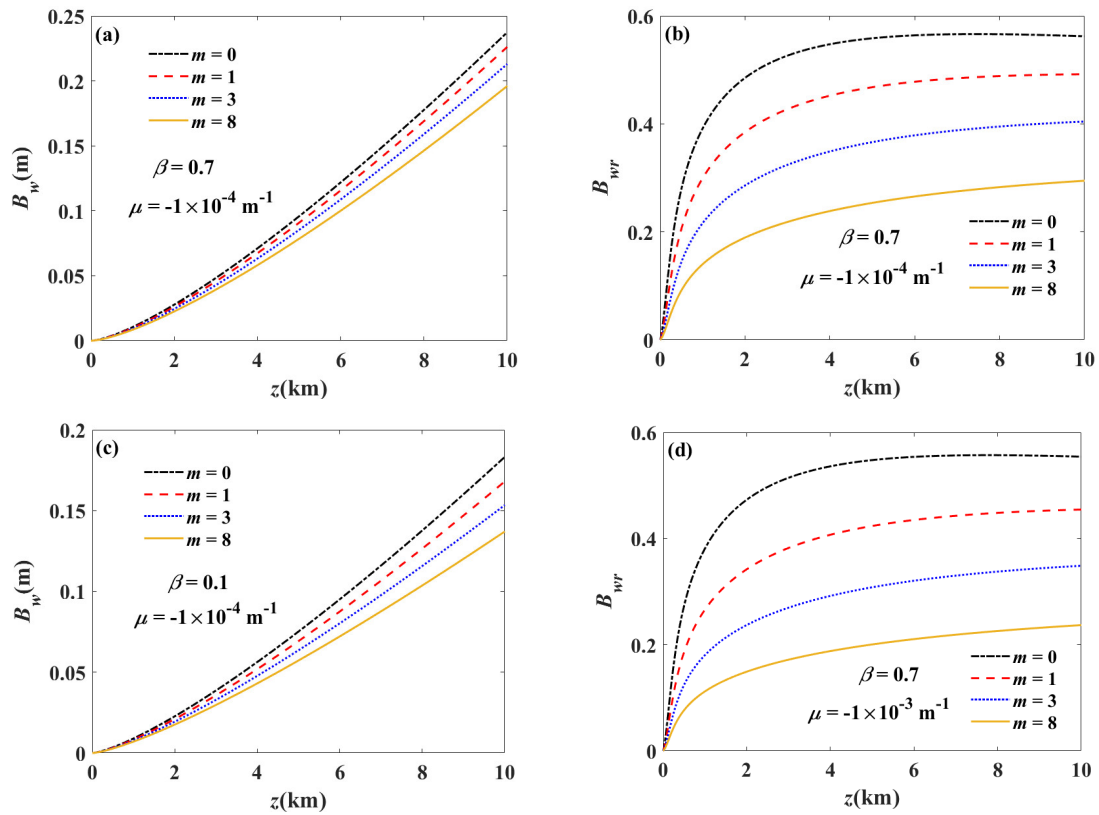 (a)
m = 0
m = 1
m = 3
m = 8
β = 0.7
μ = -1×10⁻⁴ m⁻¹
B_w(m)
0.25
0.2
0.15
0.1
0.05
0
0 2 4 6 8 10
z(km)
(b)
B_wr
0.6
0.4
0.2
0
β = 0.7
μ = -1×10⁻⁴ m⁻¹
m = 0
m = 1
m = 3
m = 8
0 2 4 6 8 10
z(km)
(c)
m = 0
m = 1
m = 3
m = 8
β = 0.1
μ = -1×10⁻⁴ m⁻¹
B_w(m)
0.2
0.15
0.1
0.05
0
0 2 4 6 8 10
z(km)
(d)
B_wr
0.6
0.4
0.2
0
β = 0.7
μ = -1×10⁻³ m⁻¹
m = 0
m = 1
m = 3
m = 8
0 2 4 6 8 10
z(km)